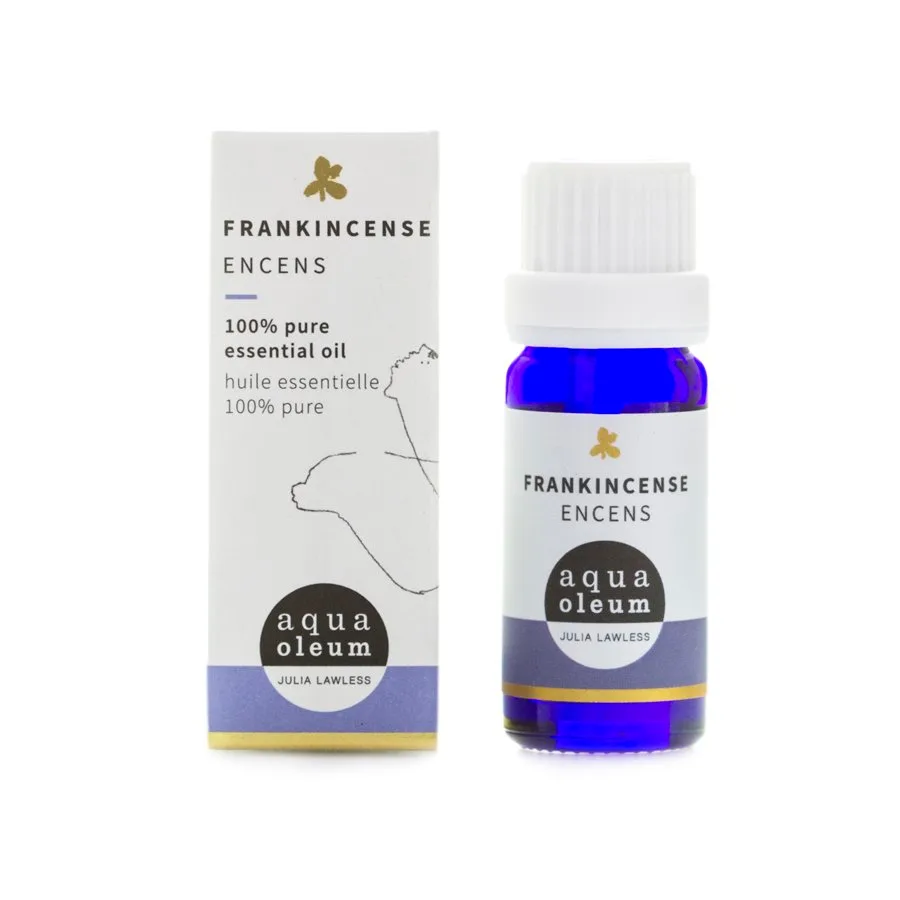 FRANKINCENSE
ENCENS
100% pure
essential oil
huile essentielle
100% pure
aqua
oleum
JULIA LAWLESS
FRANKINCENSE
ENCENS
aqua
oleum
JULIA LAWLESS